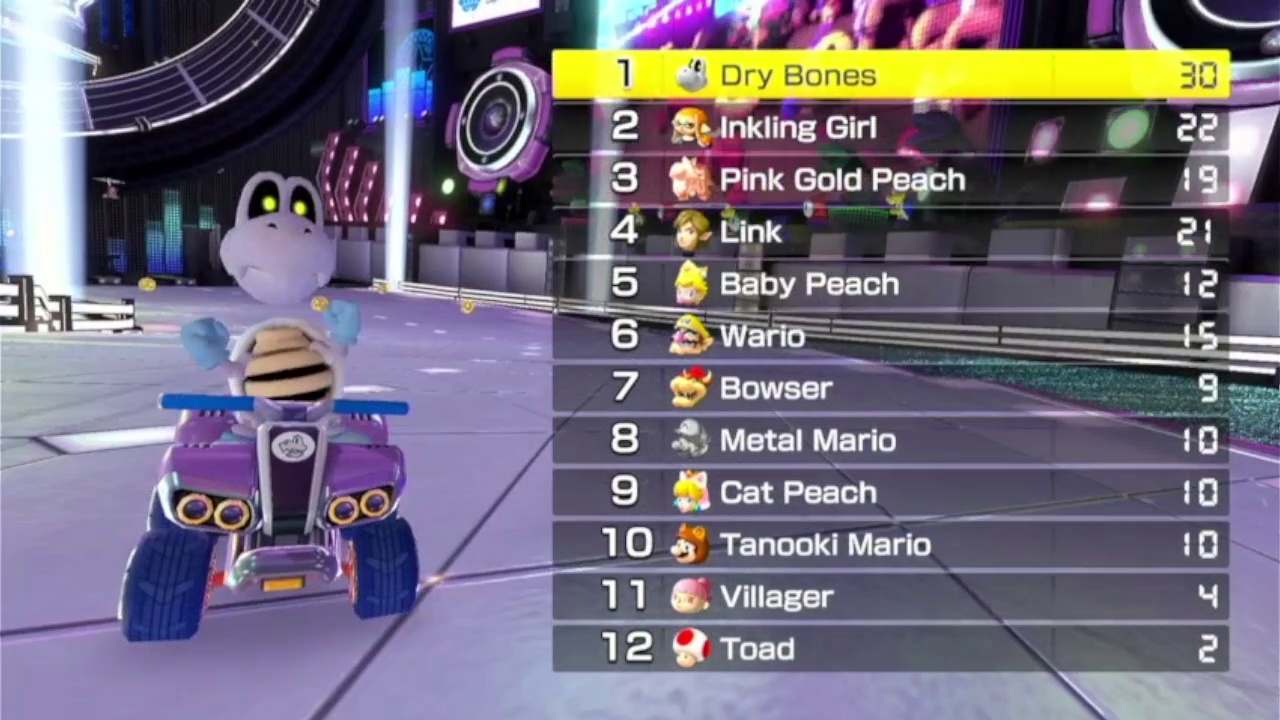 1 Dry Bones 30
2 Inkling Girl 22
3 Pink Gold Peach 19
4 Link 21
5 Baby Peach 12
6 Wario 15
7 Bowser 9
8 Metal Mario 10
9 Cat Peach 10
10 Tanooki Mario 10
11 Villager 4
12 Toad 2